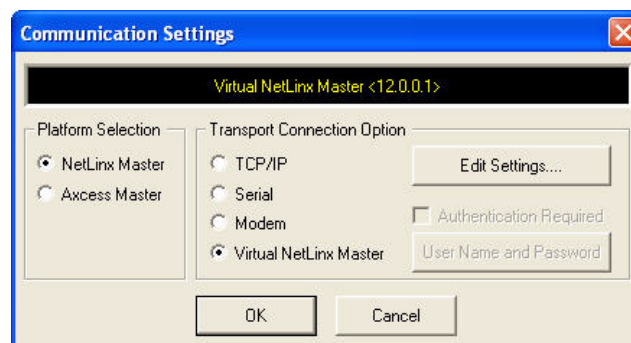 Communication Settings
Virtual NetLinx Master <12.0.0.1>
Platform Selection
NetLinx Master
Axcess Master
Transport Connection Option
TCP/IP
Serial
Modem
Virtual NetLinx Master
Edit Settings....
Authentication Required
User Name and Password
OK
Cancel